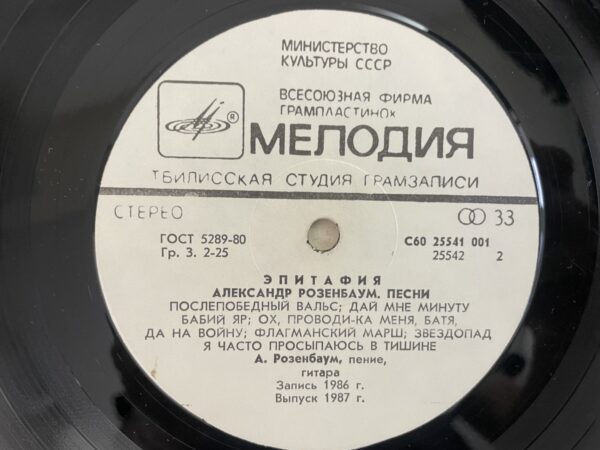 МИНИСТЕРСТВО
КУЛЬТУРЫ СССР
ВСЕСОЮЗНАЯ ФИРМА
ГРАМПЛАСТИНОК
®
МЕЛОДИЯ
ТБИЛИССКАЯ СТУДИЯ ГРАМЗАПИСИ
СТЕРЕО 33
ГОСТ 5289-80 С60 25541 001
Гр. 3. 2-25 25542 2
ЭПИТАФИЯ
АЛЕКСАНДР РОЗЕНБАУМ. ПЕСНИ
ПОСЛЕПОБЕДНЫЙ ВАЛЬС; ДАЙ МНЕ МИНУТУ
БАБИЙ ЯР; ОХ, ПРОВОДИ-КА МЕНЯ, БАТЯ,
ДА НА ВОЙНУ; ФЛАГМАНСКИЙ МАРШ; ЗВЕЗДОПАД
Я ЧАСТО ПРОСЫПАЮСЬ В ТИШИНЕ
А. Розенбаум, пение,
гитара
Запись 1986 г.
Выпуск 1987 г.